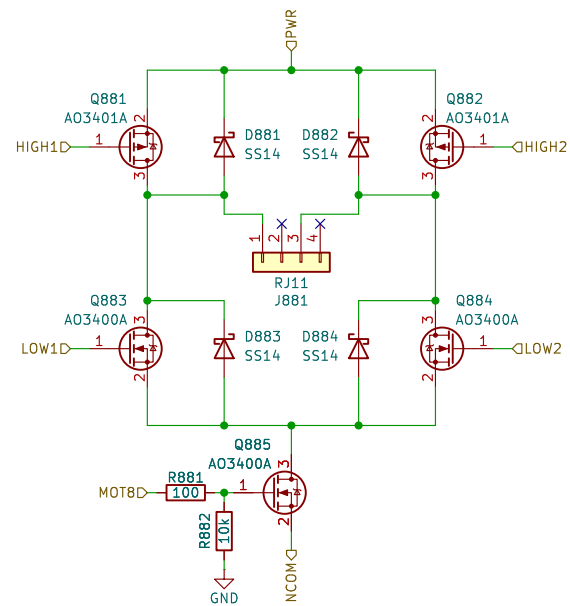 PWR
Q881
AO3401A
2
1
3
HIGH1
D881
SS14
D882
SS14
Q882
AO3401A
2
1
3
HIGH2
1
2
3
4
RJ11
J881
Q883
AO3400A
3
1
2
LOW1
D883
SS14
D884
SS14
Q884
AO3400A
3
1
2
LOW2
Q885
AO3400A
3
1
2
MOT8
R881
100
R882
10k
GND
NCOM